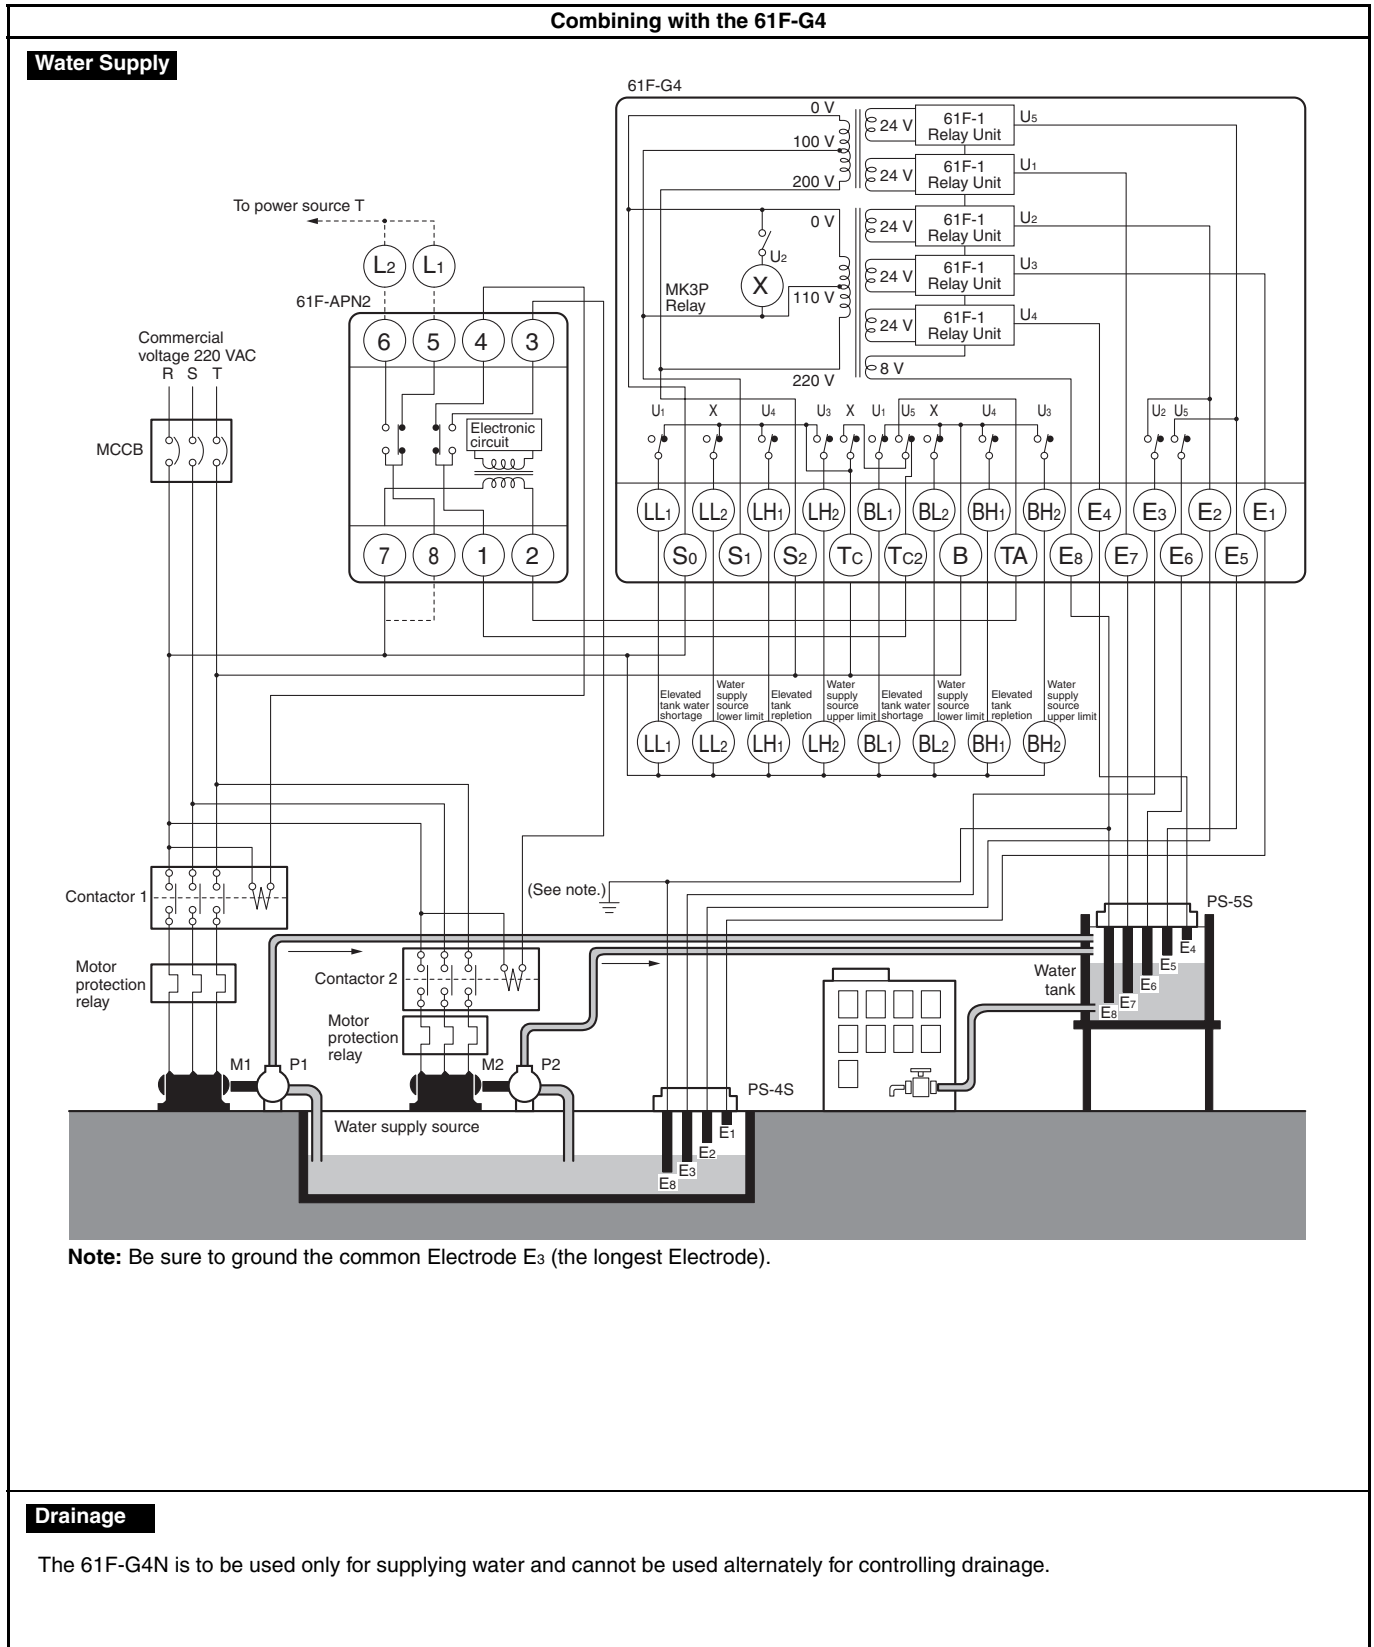 Combining with the 61F-G4
Water Supply
61F-G4
0 V
100 V
200 V
24 V
61F-1
Relay Unit
U5
24 V
61F-1
Relay Unit
U1
To power source T
0 V
24 V
61F-1
Relay Unit
U2
U2
L2
L1
MK3P
Relay
X
110 V
24 V
61F-1
Relay Unit
U3
61F-APN2
24 V
61F-1
Relay Unit
U4
6
5
4
3
Commercial
voltage 220 VAC
R S T
8 V
220 V
U1
X
U4
U3
X
U1
U5
X
U4
U3
U2
U5
Electronic
circuit
MCCB
LL1
LL2
LH1
LH2
BL1
BL2
BH1
BH2
E4
E3
E2
E1
7
8
1
2
S0
S1
S2
TC
TC2
B
TA
E8
E7
E6
E5
Elevated
tank water
shortage
Water
supply
source
lower limit
Elevated
tank
repletion
Water
supply
source
upper limit
Elevated
tank water
shortage
Water
supply
source
lower limit
Elevated
tank
repletion
Water
supply
source
upper limit
LL1
LL2
LH1
LH2
BL1
BL2
BH1
BH2
Contactor 1
(See note.)
PS-5S
Motor
protection
relay
Contactor 2
Water
tank
E4
E5
E6
E7
E8
Motor
protection
relay
M1
P1
M2
P2
PS-4S
Water supply source
E1
E2
E3
E8
Note: Be sure to ground the common Electrode E3 (the longest Electrode).
Drainage
The 61F-G4N is to be used only for supplying water and cannot be used alternately for controlling drainage.